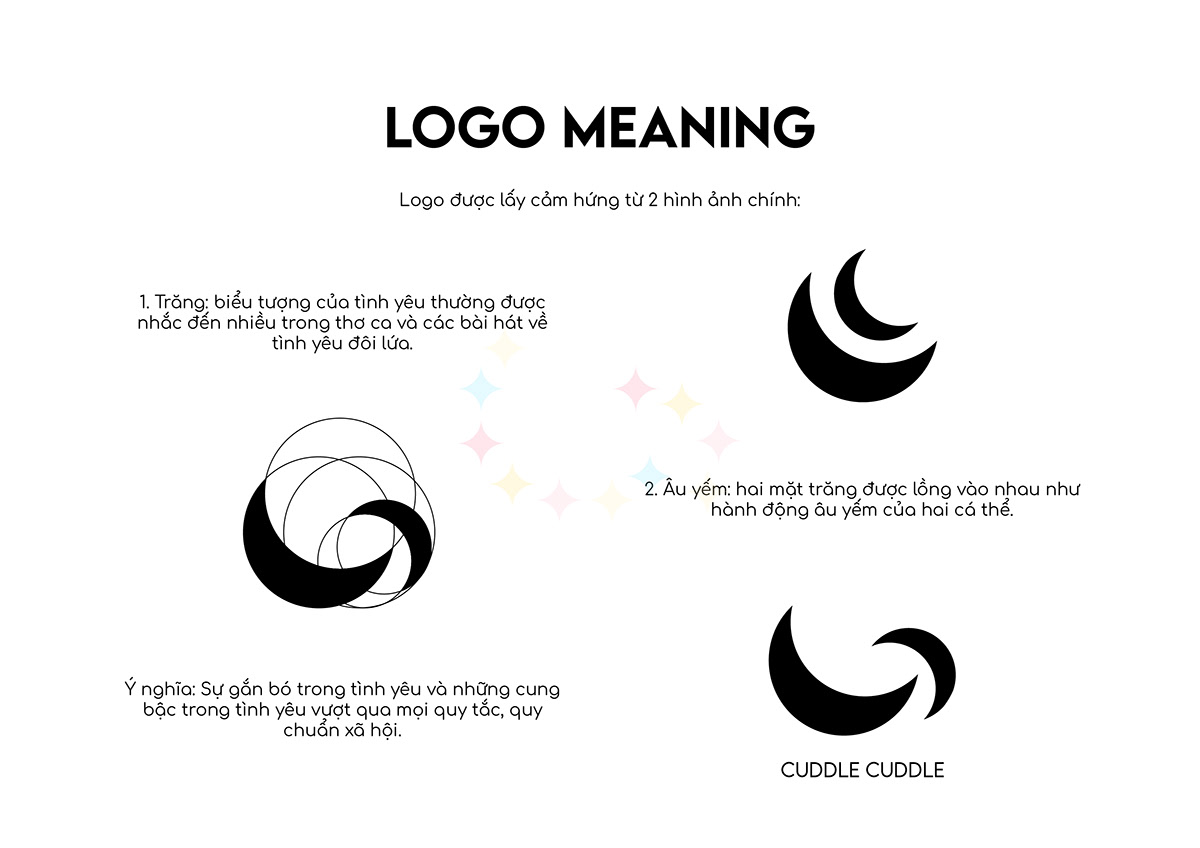 LOGO MEANING
Logo được lấy cảm hứng từ 2 hình ảnh chính:
1. Trăng: biểu tượng của tình yêu thường được
nhắc đến nhiều trong thơ ca và các bài hát về
tình yêu đôi lứa.
2. Âu yếm: hai mặt trăng được lồng vào nhau như
hành động âu yếm của hai cá thể.
Ý nghĩa: Sự gắn bó trong tình yêu và những cung
bậc trong tình yêu vượt qua mọi quy tắc, quy
chuẩn xã hội.
CUDDLE CUDDLE